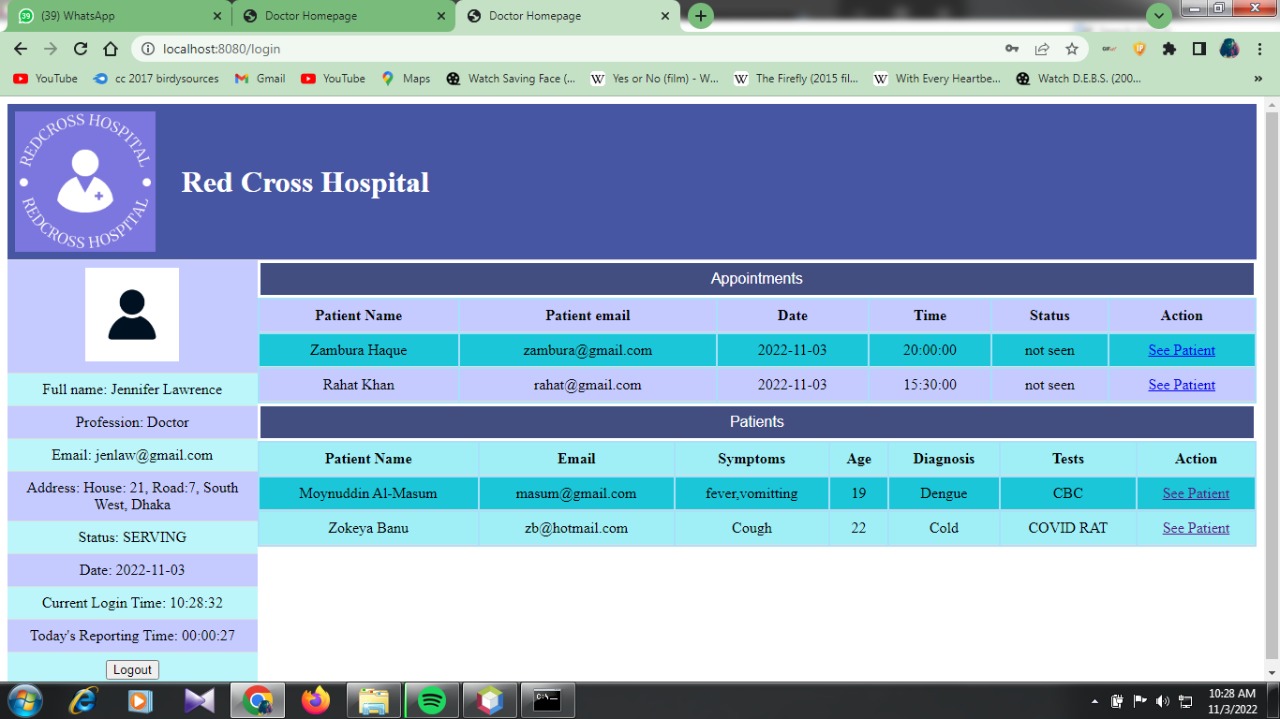 39
(39) WhatsApp
Doctor Homepage
Doctor Homepage
localhost:8080/login
YouTube
cc 2017 birdysources
Gmail
YouTube
Maps
Watch Saving Face (...
W
Yes or No (film) - W...
W
The Firefly (2015 fil...
W
With Every Heartbe...
Watch D.E.B.S. (200...
»
REDCROSS HOSPITAL
REDCROSS HOSPITAL
Red Cross Hospital
Full name: Jennifer Lawrence
Profession: Doctor
Email: jenlaw@gmail.com
Address: House: 21, Road:7, South
West, Dhaka
Status: SERVING
Date: 2022-11-03
Current Login Time: 10:28:32
Today's Reporting Time: 00:00:27
Logout
Appointments
Patient Name Patient email Date Time Status Action
Zambura Haque zambura@gmail.com 2022-11-03 20:00:00 not seen See Patient
Rahat Khan rahat@gmail.com 2022-11-03 15:30:00 not seen See Patient
Patients
Patient Name Email Symptoms Age Diagnosis Tests Action
Moynuddin Al-Masum masum@gmail.com fever,vomitting 19 Dengue CBC See Patient
Zokeya Banu zb@hotmail.com Cough 22 Cold COVID RAT See Patient
10:28 AM
11/3/2022